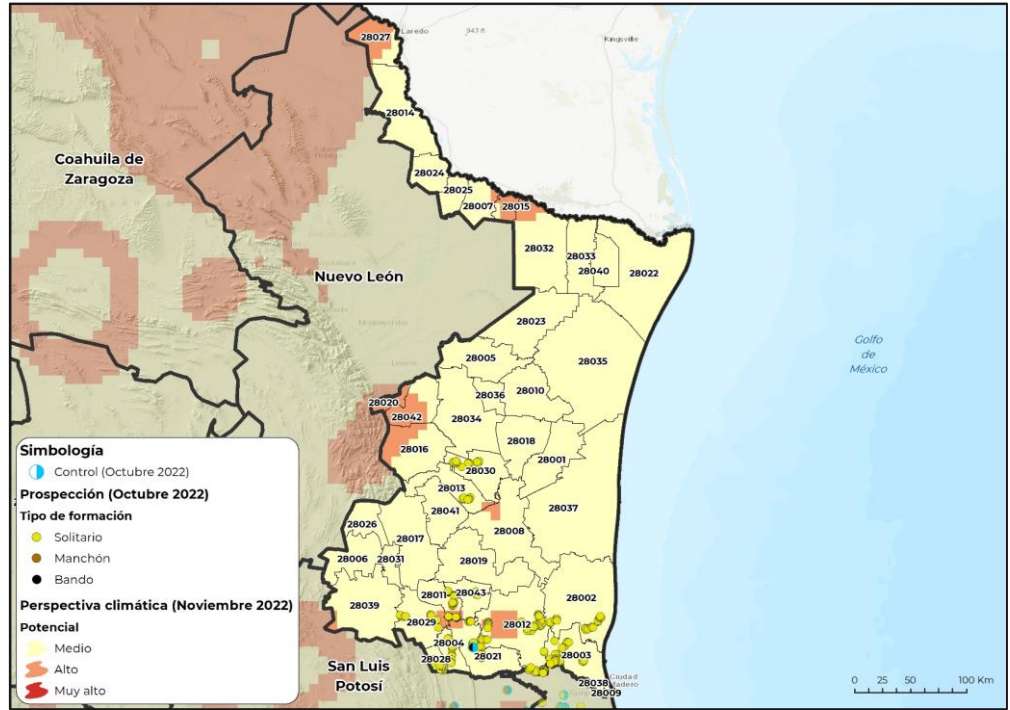 28027
Laredo
943 ft
Kingsville
28014
Coahuila de
Zaragoza
28024
28025
28007
28015
28032
28033
28040
28022
Nuevo León
28023
28005
28035
28036
28010
28020
28042
28034
28016
28018
28001
28030
28013
28041
28037
28008
28026
28017
28006
28031
28019
28011
28043
28002
28039
28029
28012
28004
28003
28028
28021
San Luis
Potosí
Ciudad
Madero
28038
28009
Golfo
de
México
Simbología
Control (Octubre 2022)
Prospección (Octubre 2022)
Tipo de formación
Solitario
Manchón
Bando
Perspectiva climática (Noviembre 2022)
Potencial
Medio
Alto
Muy alto
0 25 50 100 Km